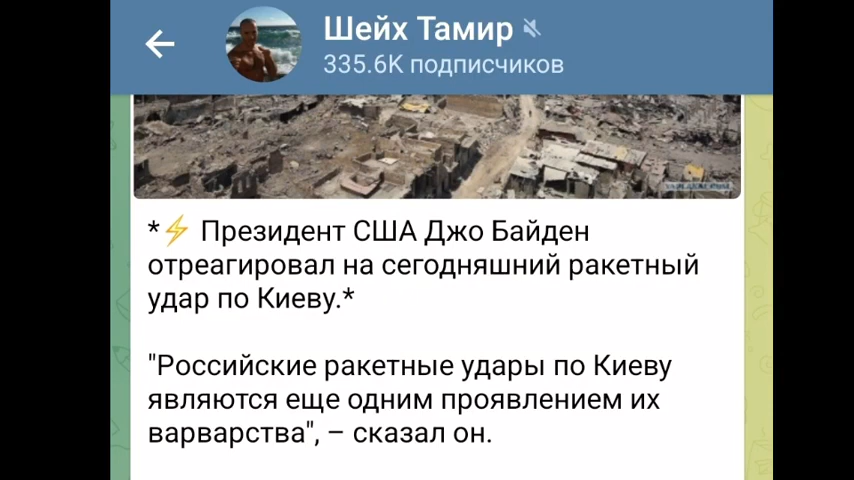 Шейх Тамир
335.6K подписчиков
*⚡ Президент США Джо Байден
отреагировал на сегодняшний ракетный
удар по Киеву.*
"Российские ракетные удары по Киеву
являются еще одним проявлением их
варварства", – сказал он.